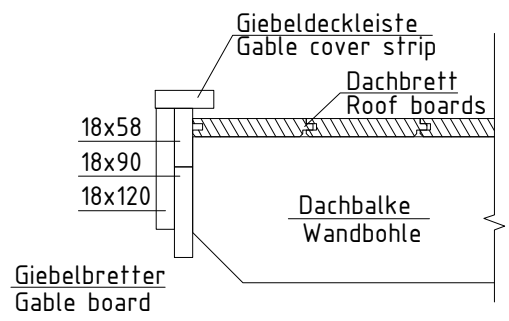 Giebeldeckleiste
Gable cover strip
Dachbrett
Roof boards
18x58
18x90
18x120
Dachbalke
Wandbohle
Giebelbretter
Gable board